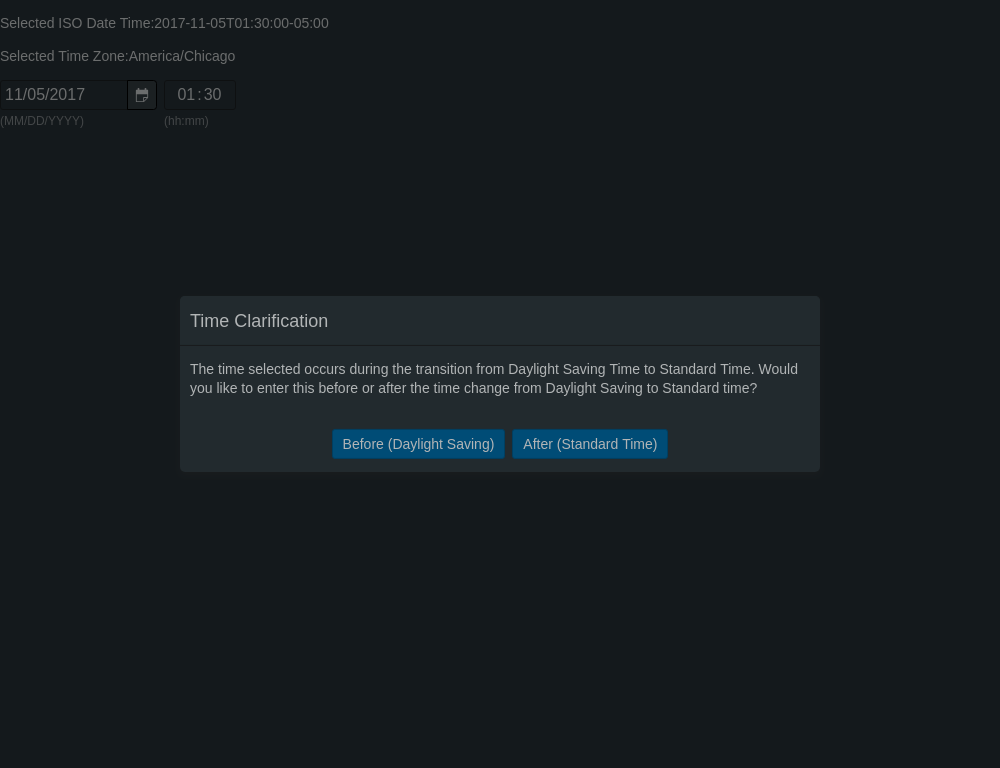 Selected ISO Date Time:2017-11-05T01:30:00-05:00
Selected Time Zone:America/Chicago
11/05/2017 01:30
(MM/DD/YYYY) (hh:mm)
Time Clarification
The time selected occurs during the transition from Daylight Saving Time to Standard Time. Would
you like to enter this before or after the time change from Daylight Saving to Standard time?
Before (Daylight Saving) After (Standard Time)